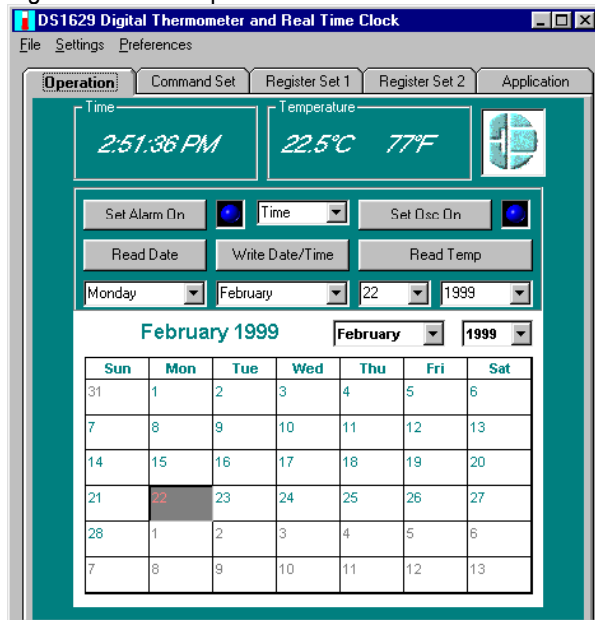 DS1629 Digital Thermometer and Real Time Clock
File Settings Preferences
Operation Command Set Register Set 1 Register Set 2 Application
Time Temperature
2:51:36 PM 22.5°C 77°F
Set Alarm On Time Set Osc On
Read Date Write Date/Time Read Temp
Monday February 22 1999
February 1999 February 1999
Sun Mon Tue Wed Thu Fri Sat
31 1 2 3 4 5 6
7 8 9 10 11 12 13
14 15 16 17 18 19 20
21 22 23 24 25 26 27
28 1 2 3 4 5 6
7 8 9 10 11 12 13